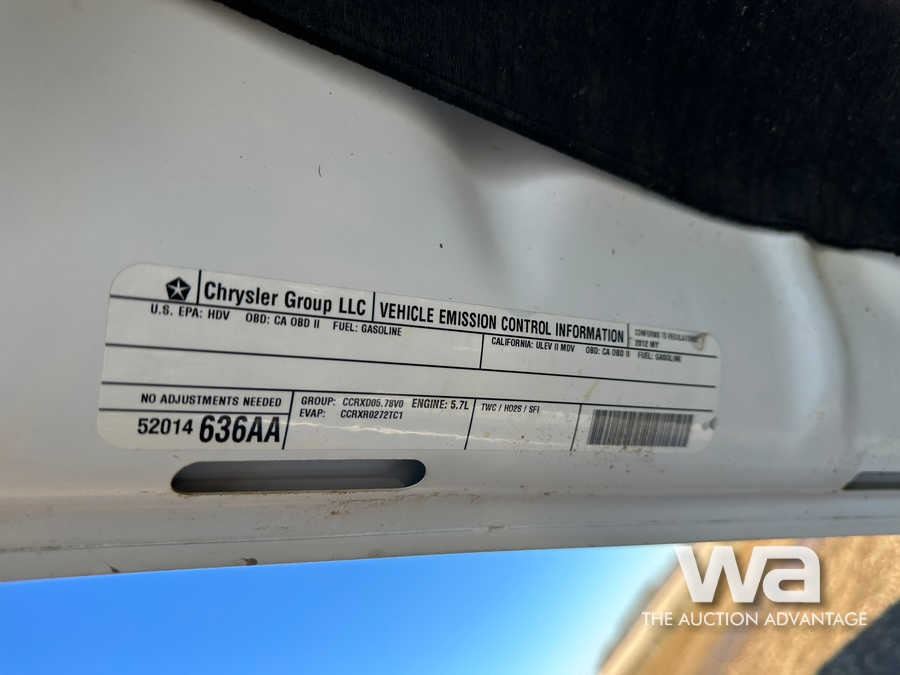 Chrysler Group LLC
VEHICLE EMISSION CONTROL INFORMATION
CONFORMS TO REGULATIONS:
2012 MY
U.S. EPA: HDV OBD: CA OBD II FUEL: GASOLINE
CALIFORNIA: ULEV II MDV OBD: CA OBD II FUEL: GASOLINE
NO ADJUSTMENTS NEEDED
52014 636AA
GROUP: CCRXD05.78V0 ENGINE: 5.7L
EVAP: CCRXR0272TC1
TWC / HO2S / SFI
wa
THE AUCTION ADVANTAGE